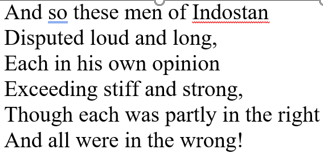 And so these men of Indostan
Disputed loud and long,
Each in his own opinion
Exceeding stiff and strong,
Though each was partly in the right
And all were in the wrong!